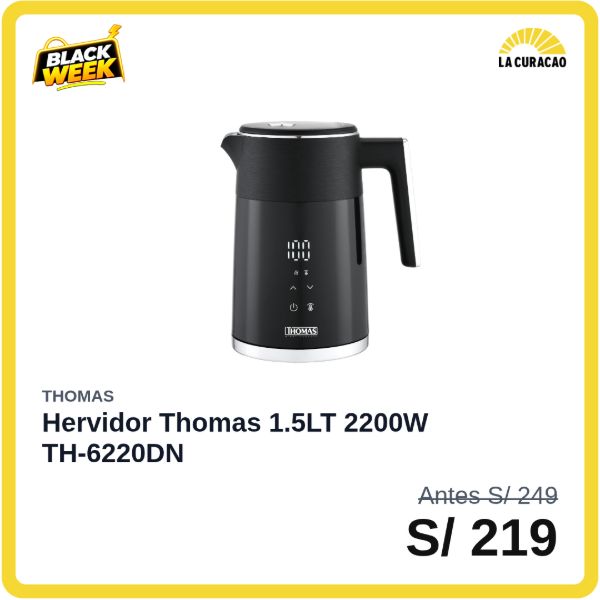 BLACK
WEEK
LA CURACAO
100
THOMAS
THOMAS
Hervidor Thomas 1.5LT 2200W
TH-6220DN
Antes S/ 249
S/ 219